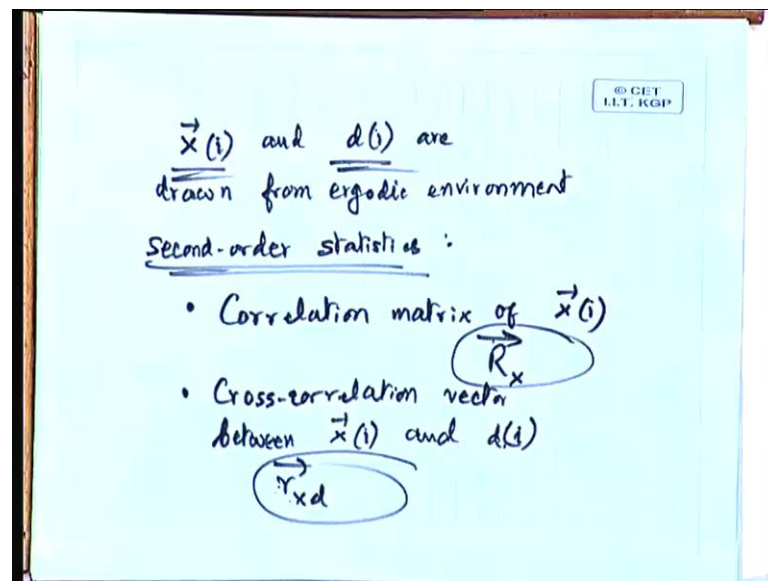 © CET
I.I.T. KGP
x⃗(i) and d(i) are
drawn from ergodic environment
Second-order statistics :
• Correlation matrix of x⃗(i)
R⃗x
• Cross-correlation vector
between x⃗(i) and d(i)
r⃗xd